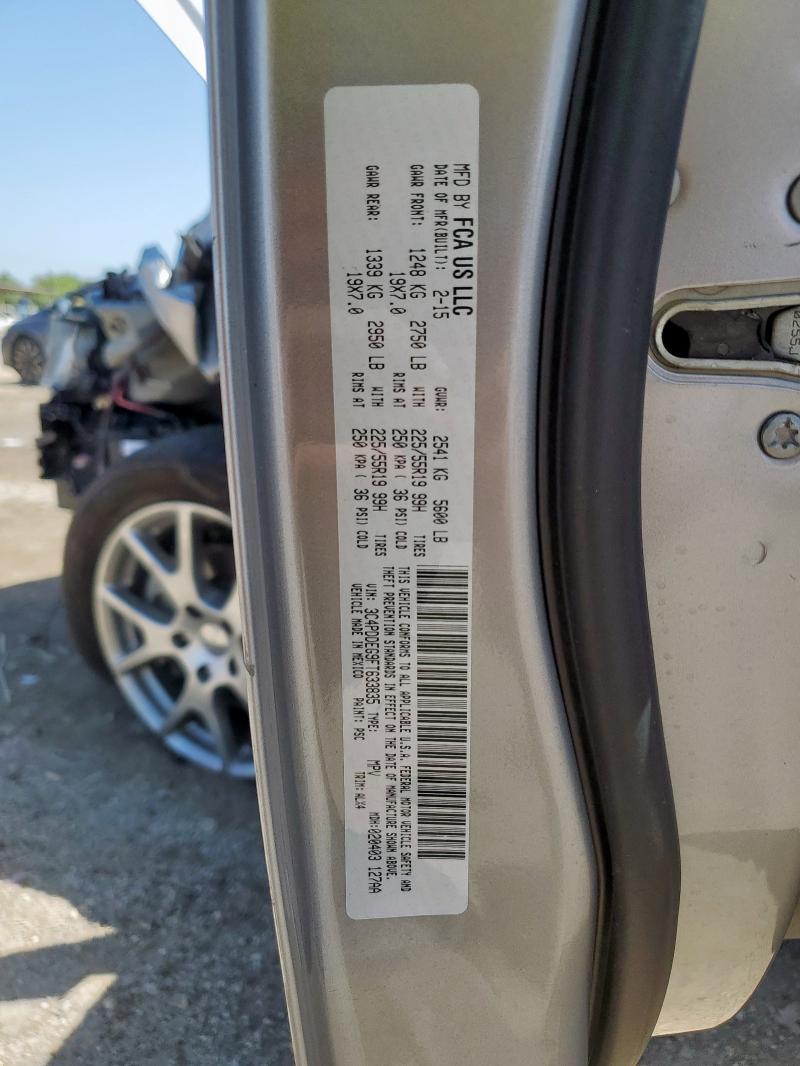 MFD BY FCA US LLC
DATE OF MFR(BUILT): 2-15 GVWR: 2541 KG 5600 LB
GAWR FRONT: 1248 KG 2750 LB WITH 225/55R19 99H TIRES
19X7.0 RIMS AT 250 KPA ( 36 PSI) COLD
GAWR REAR: 1339 KG 2950 LB WITH 225/55R19 99H TIRES
19X7.0 RIMS AT 250 KPA ( 36 PSI) COLD
THIS VEHICLE CONFORMS TO ALL APPLICABLE U.S.A. FEDERAL MOTOR VEHICLE SAFETY AND
THEFT PREVENTION STANDARDS IN EFFECT ON THE DATE OF MANUFACTURE SHOWN ABOVE.
VIN: 3C4PDDEG9FT633835 TYPE: MPV MDH:020403 127AA
VEHICLE MADE IN MEXICO PAINT: PSC TRIM: ALX4
0255J